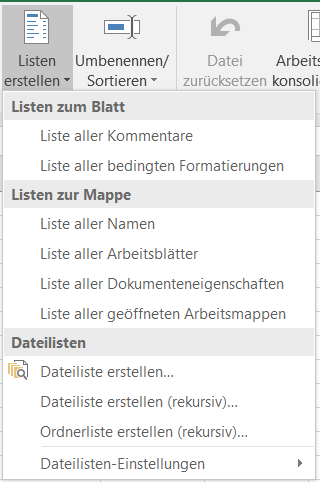 Listen Umbenennen/ Datei Arbeits
erstellen Sortieren zurücksetzen konsolic
Listen zum Blatt
Liste aller Kommentare
Liste aller bedingten Formatierungen
Listen zur Mappe
Liste aller Namen
Liste aller Arbeitsblätter
Liste aller Dokumenteneigenschaften
Liste aller geöffneten Arbeitsmappen
Dateilisten
Dateiliste erstellen...
Dateiliste erstellen (rekursiv)...
Ordnerliste erstellen (rekursiv)...
Dateilisten-Einstellungen